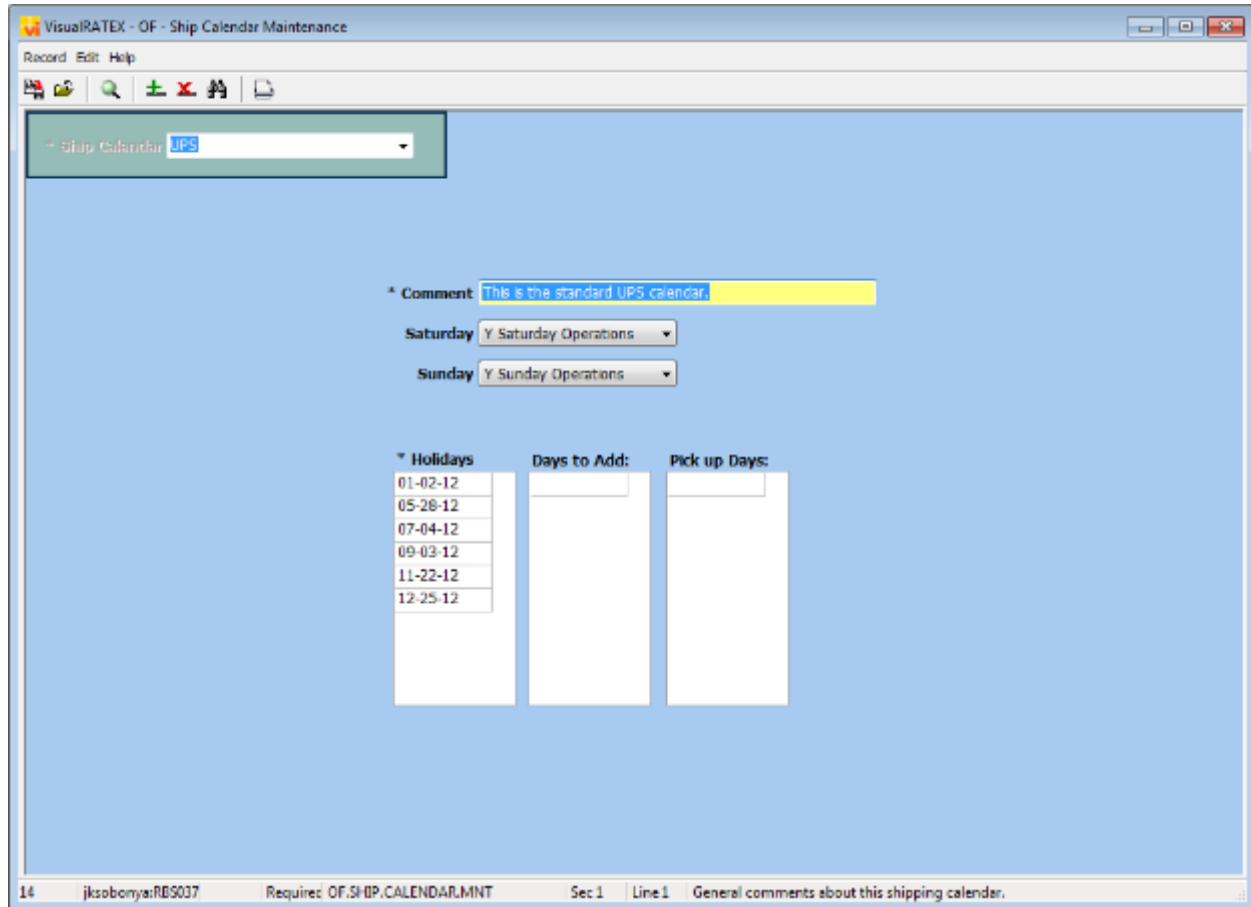 VisualRATEX - OF - Ship Calendar Maintenance
Record Edit Help
* Ship Calendar UPS
* Comment This is the standard UPS calendar.
Saturday Y Saturday Operations
Sunday Y Sunday Operations
* Holidays Days to Add: Pick up Days:
01-02-12
05-28-12
07-04-12
09-03-12
11-22-12
12-25-12
14 jksobonya:RBS037 Required OF.SHIP.CALENDAR.MNT Sec 1 Line 1 General comments about this shipping calendar.